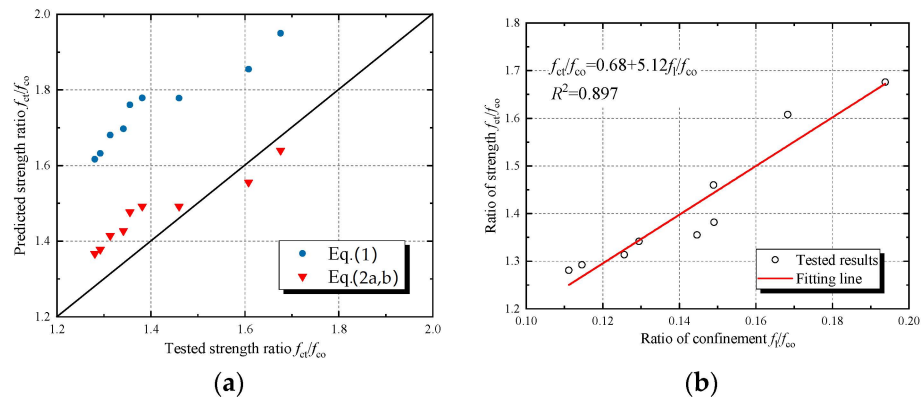 2.0
1.8
1.6
1.4
1.2
1.2
1.4
1.6
1.8
2.0
Predicted strength ratio fct/fco
Tested strength ratio fct/fco
Eq.(1)
Eq.(2a,b)
(a)
1.8
1.7
1.6
1.5
1.4
1.3
1.2
0.10
0.12
0.14
0.16
0.18
0.20
Ratio of strength fct/fco
Ratio of confinement fl/fco
fct/fco=0.68+5.12fl/fco
R²=0.897
Tested results
Fitting line
(b)